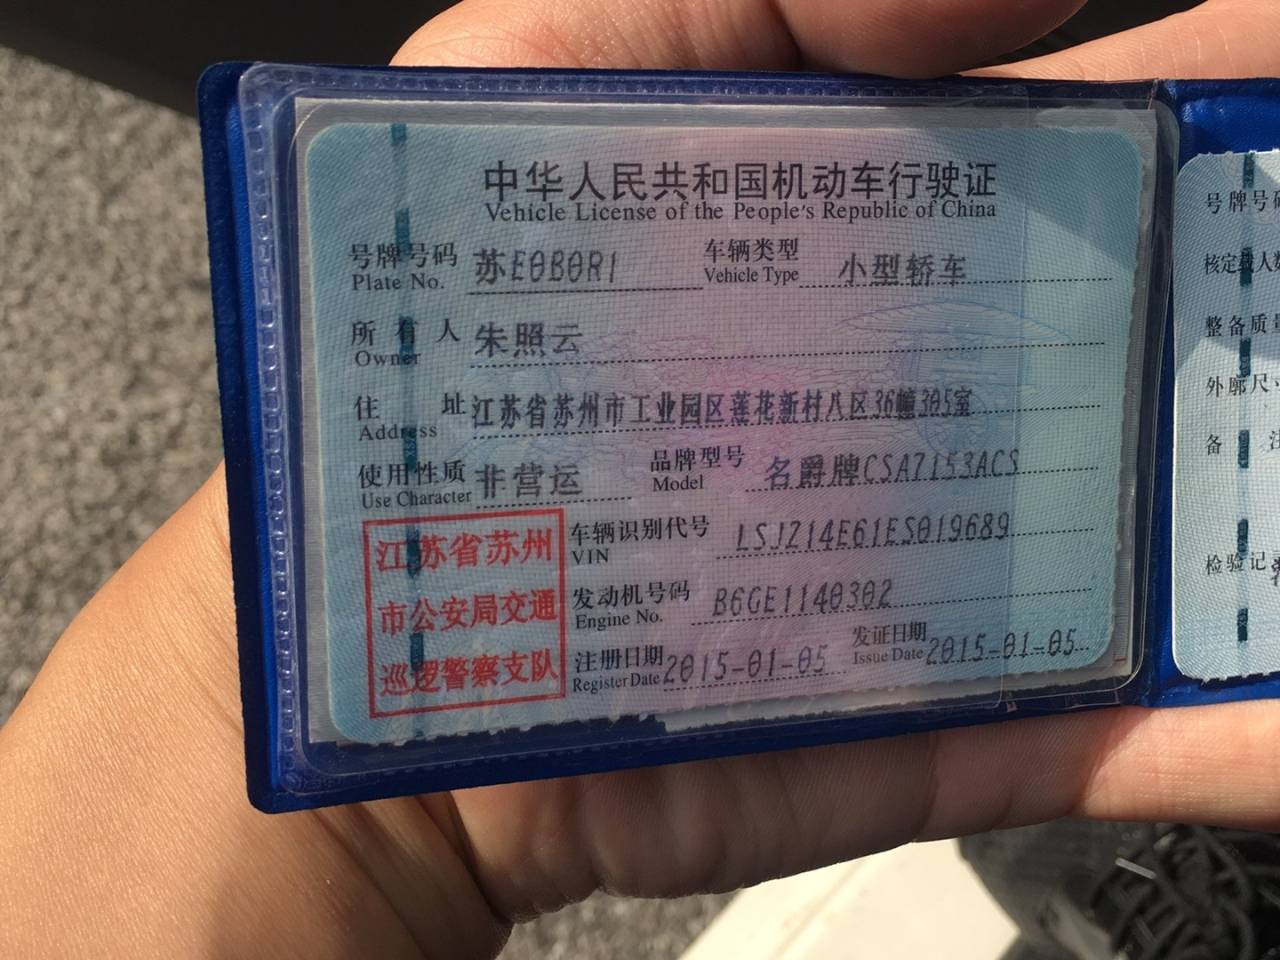 中华人民共和国机动车行驶证
Vehicle License of the People's Republic of China
号牌号码 苏E0B0R1 车辆类型 小型轿车
Plate No. Vehicle Type
所有人 朱照云
Owner
住址 江苏省苏州市工业园区莲花新村八区36幢305室
Address
使用性质 非营运 品牌型号 名爵牌CSA7153ACS
Use Character Model
车辆识别代号 LSJZ14E61ES019689
VIN
发动机号码 B6GE1140302
Engine No.
注册日期 2015-01-05 发证日期 2015-01-05
Register Date Issue Date
江苏省苏州
市公安局交通
巡逻警察支队
号牌号码
核定载人数
整备质量
外廓尺寸
备
检验记